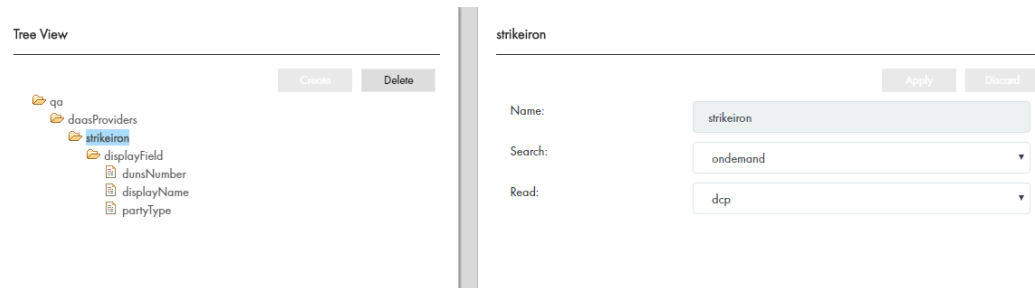 Tree View
Create
Delete
qa
daasProviders
strikeiron
displayField
dunsNumber
displayName
partyType
strikeiron
Apply
Discard
Name:
strikeiron
Search:
ondemand
Read:
dcp